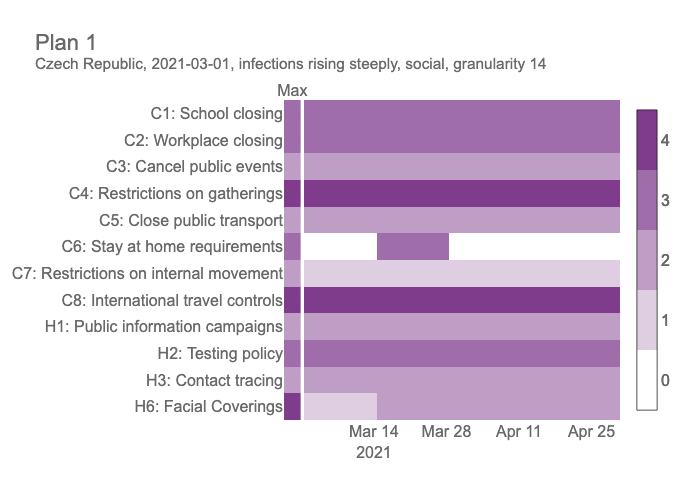 Plan 1
Czech Republic, 2021-03-01, infections rising steeply, social, granularity 14
Max
C1: School closing
C2: Workplace closing
C3: Cancel public events
C4: Restrictions on gatherings
C5: Close public transport
C6: Stay at home requirements
C7: Restrictions on internal movement
C8: International travel controls
H1: Public information campaigns
H2: Testing policy
H3: Contact tracing
H6: Facial Coverings
Mar 14 Mar 28 Apr 11 Apr 25
2021
4
3
2
1
0